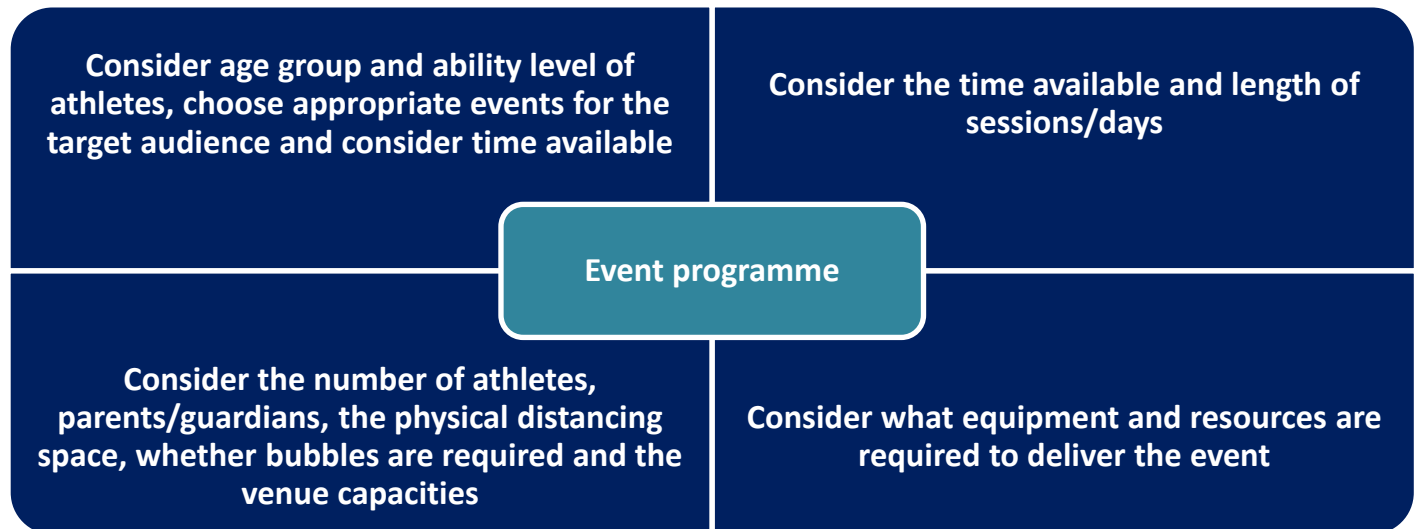 Consider age group and ability level of
athletes, choose appropriate events for the
target audience and consider time available
Consider the time available and length of
sessions/days
Event programme
Consider the number of athletes,
parents/guardians, the physical distancing
space, whether bubbles are required and the
venue capacities
Consider what equipment and resources are
required to deliver the event